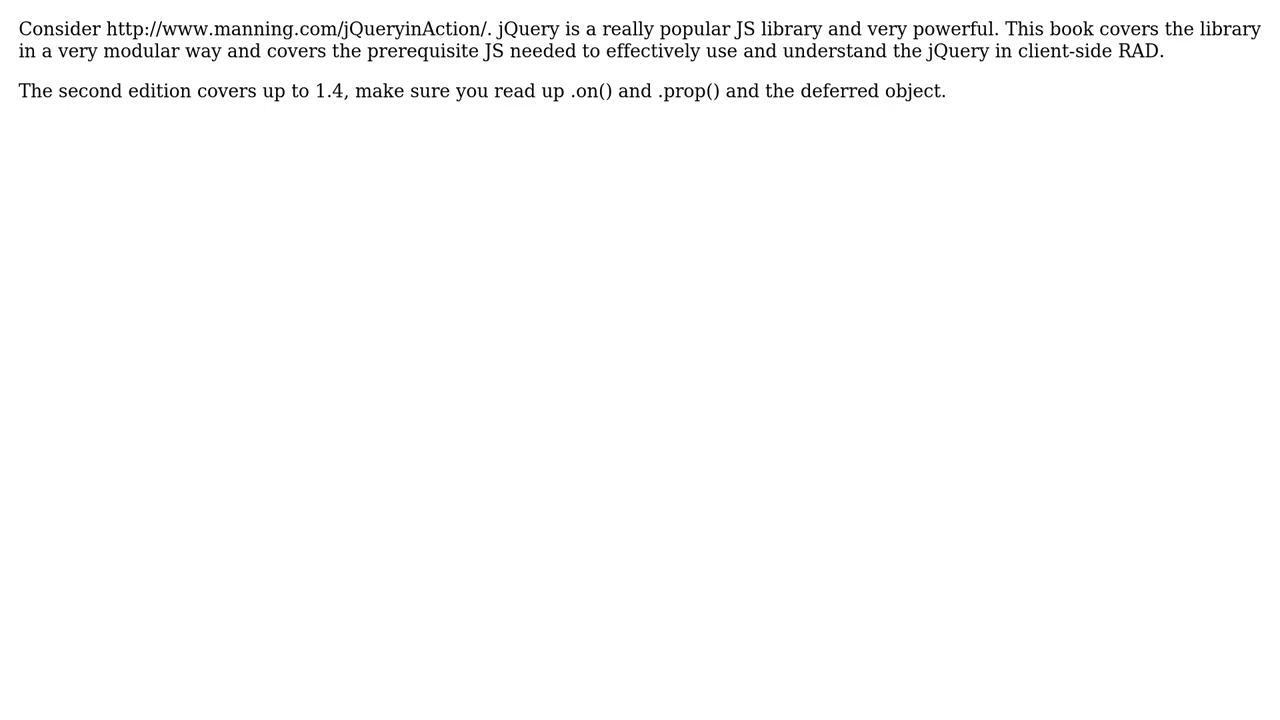 Consider http://www.manning.com/jQueryinAction/. jQuery is a really popular JS library and very powerful. This book covers the library
in a very modular way and covers the prerequisite JS needed to effectively use and understand the jQuery in client-side RAD.
The second edition covers up to 1.4, make sure you read up .on() and .prop() and the deferred object.